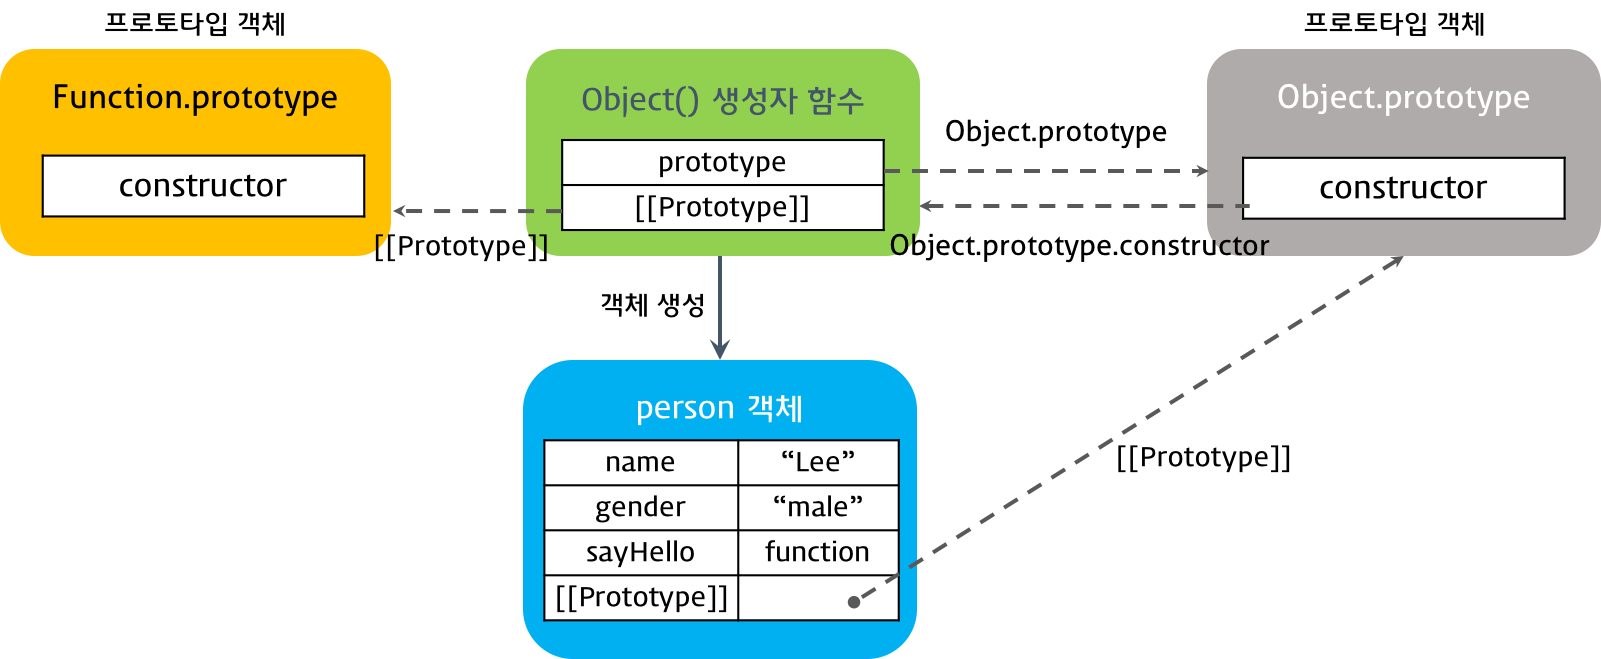 프로토타입 객체
Function.prototype
constructor
[[Prototype]]
Object() 생성자 함수
prototype
[[Prototype]]
Object.prototype
Object.prototype.constructor
프로토타입 객체
Object.prototype
constructor
객체 생성
person 객체
name “Lee”
gender “male”
sayHello function
[[Prototype]]
[[Prototype]]